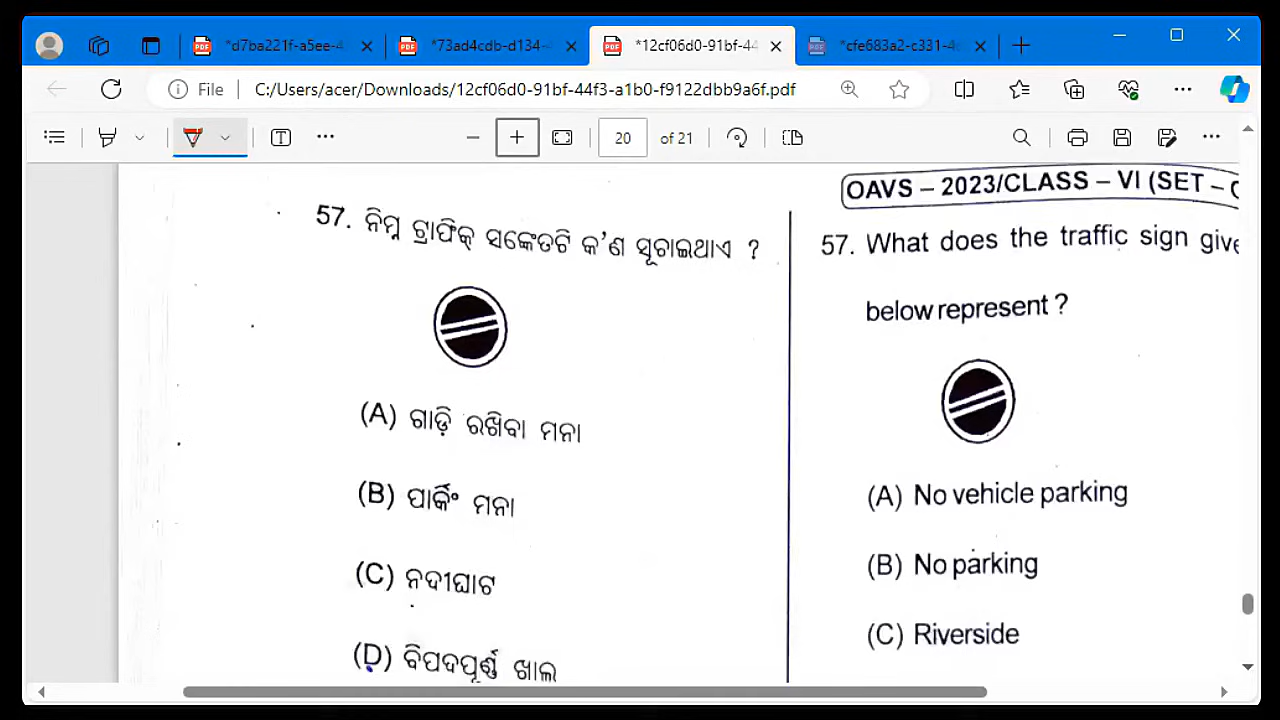 *d7ba221f-a5ee-4
*73ad4cdb-d134-
*12cf06d0-91bf-44
*cfe683a2-c331-4
File
C:/Users/acer/Downloads/12cf06d0-91bf-44f3-a1b0-f9122dbb9a6f.pdf
20 of 21
57. ନିମ୍ନ ଟ୍ରାଫିକ୍ ସଙ୍କେତଟି କ'ଣ ସୂଚାଇଥାଏ ?
(A) ଗାଡ଼ି ରଖିବା ମନା
(B) ପାର୍କିଂ ମନା
(C) ନଦୀଘାଟ
(D) ବିପଦପୂର୍ଣ୍ଣ ଖାଲ
OAVS – 2023/CLASS – VI (SET –
57. What does the traffic sign give
below represent ?
(A) No vehicle parking
(B) No parking
(C) Riverside